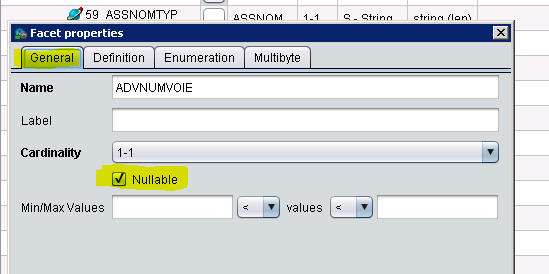 59 ASSNOMTYP
ASSNOM 1-1 S - String string (len)
Facet properties
General Definition Enumeration Multibyte
Name ADVNUMVOIE
Label
Cardinality 1-1
Nullable
Min/Max Values < values <